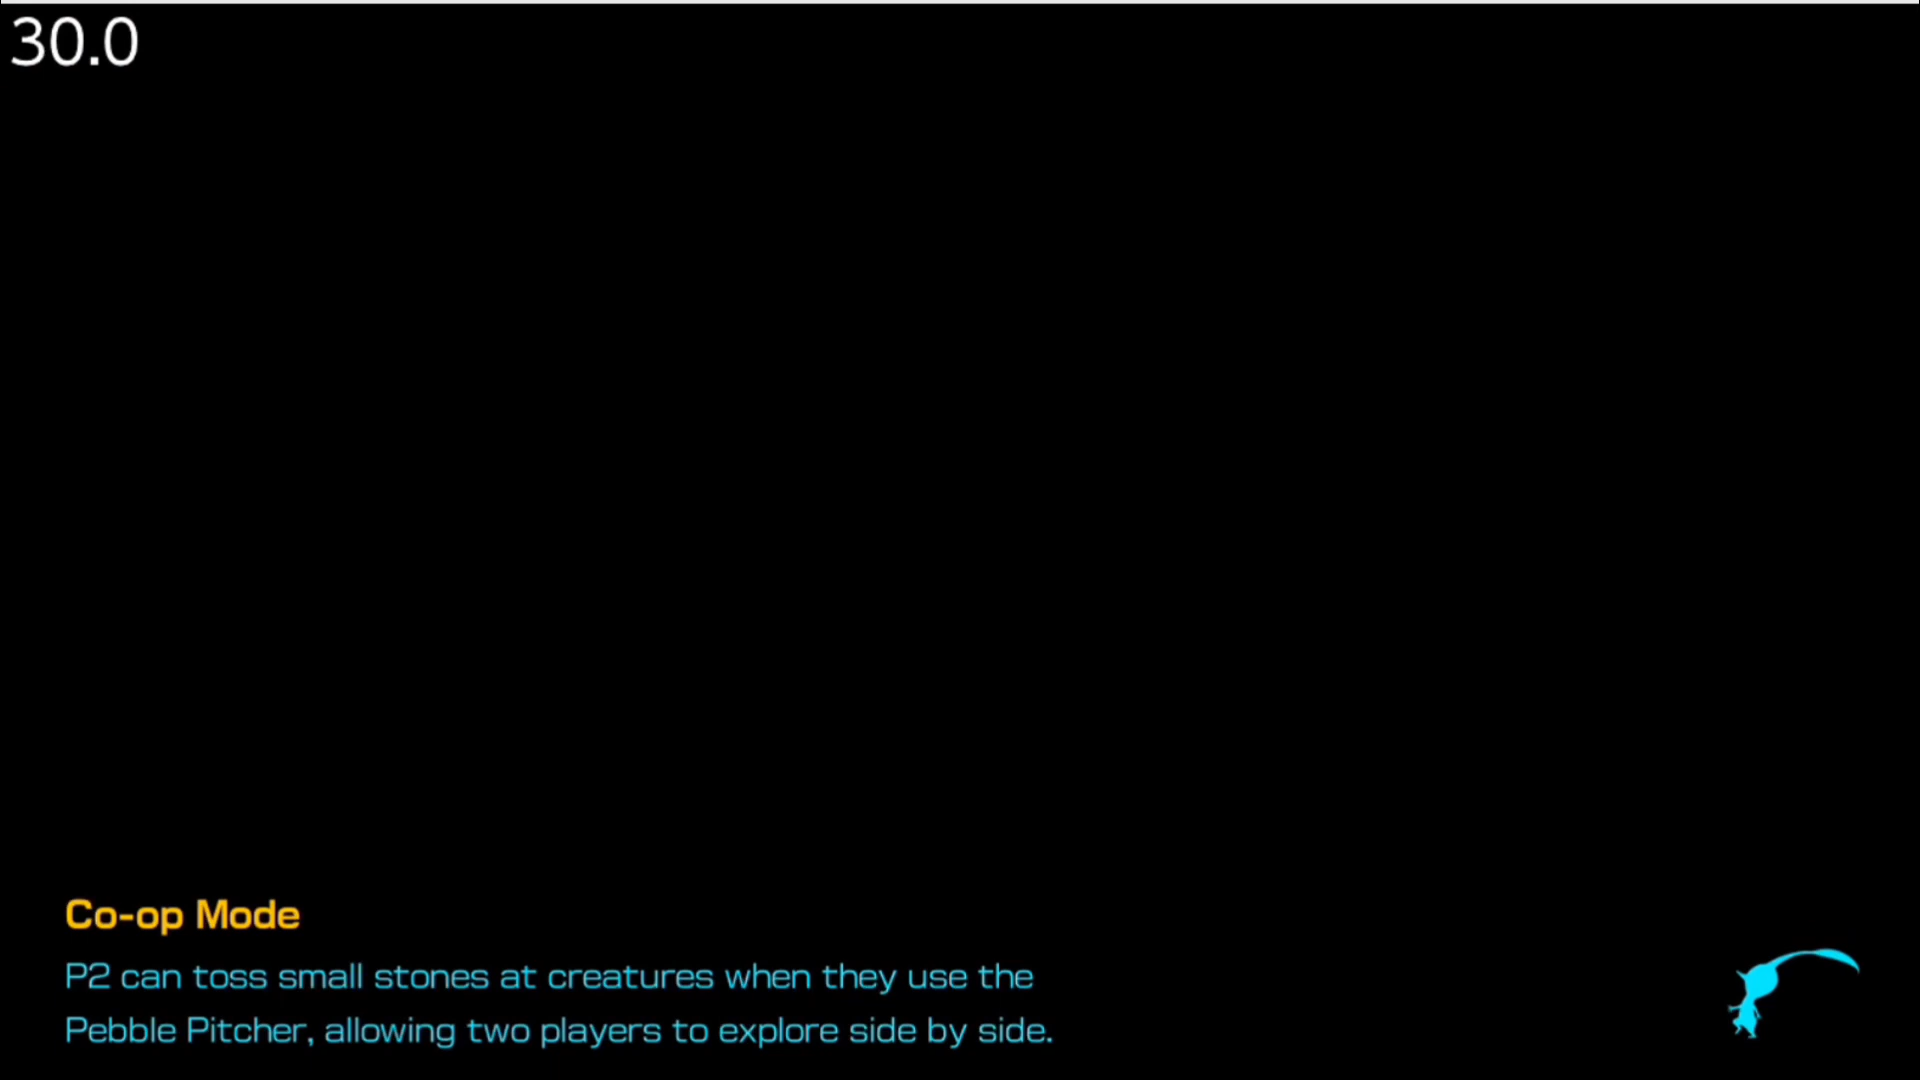 30.0
Co-op Mode
P2 can toss small stones at creatures when they use the
Pebble Pitcher, allowing two players to explore side by side.